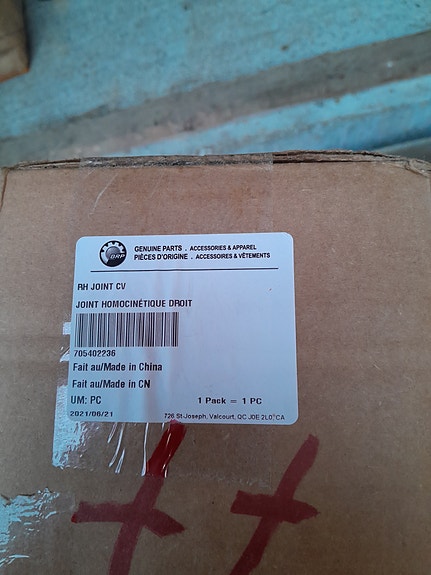 brp
GENUINE PARTS . ACCESSORIES & APPAREL
PIÈCES D'ORIGINE . ACCESSOIRES & VÊTEMENTS
RH JOINT CV
JOINT HOMOCINÉTIQUE DROIT
705402236
Fait au/Made in China
Fait au/Made in CN
UM: PC 1 Pack = 1 PC
2021/06/21 726 St-Joseph, Valcourt, QC J0E 2L0, CA
XX